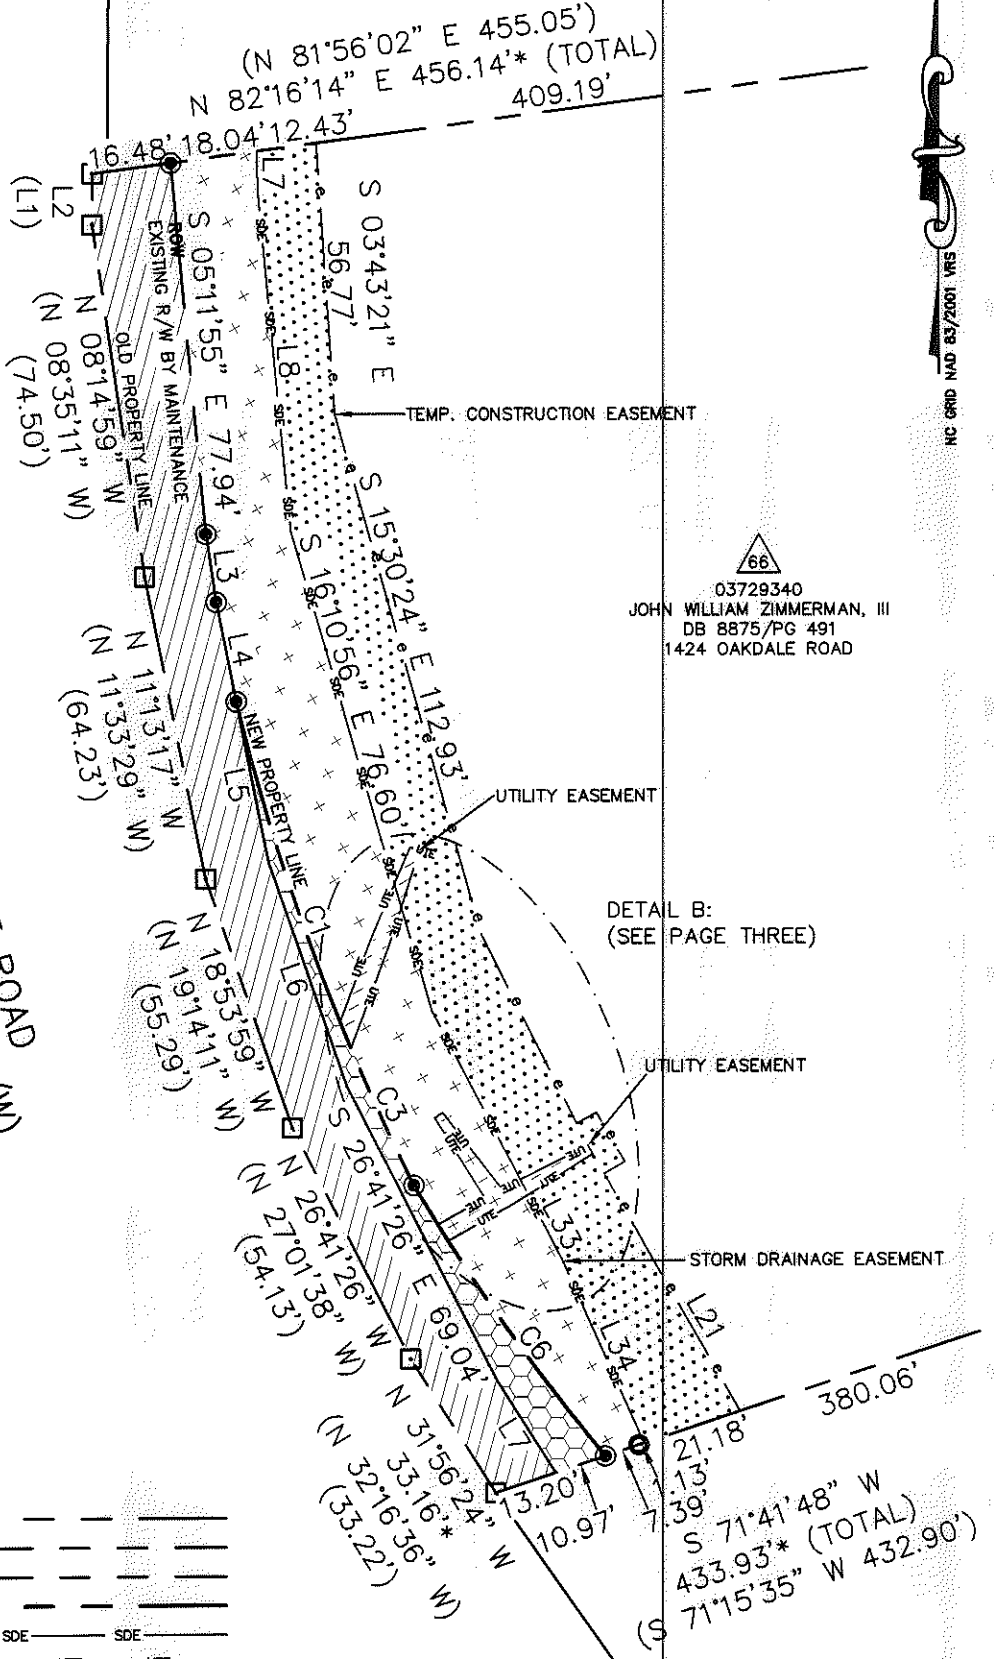 (N 81°56'02" E 455.05')
N 82°16'14" E 456.14'* (TOTAL)
409.19'
16.48'
18.04'
12.43'
L2
(L1)
L7
ROW
EXISTING R/W BY MAINTENANCE
S 05°11'55" E 77.94'
OLD PROPERTY LINE
N 08°14'59" W
(N 08°35'11" W)
(74.50')
SDE
L8
SDE
SDE
SDE
e
S 03°43'21" E
56.77'
TEMP. CONSTRUCTION EASEMENT
NC GRID NAD 83/2001 VRS
66
03729340
JOHN WILLIAM ZIMMERMAN, III
DB 8875/PG 491
1424 OAKDALE ROAD
S 15°30'24" E 112.93'
S 16°10'56" E 76.60'
L3
L4
L5
NEW PROPERTY LINE
N 11°13'17" W
(N 11°33'29" W)
(64.23')
UTILITY EASEMENT
UTE
UTE
UTE
C1
L6
DETAIL B:
(SEE PAGE THREE)
ROAD
(W)
N 18°53'59" W
(N 19°14'11" W)
(55.29')
C3
UTILITY EASEMENT
S 26°41'26" E 69.04'
N 26°41'26" W
(N 27°01'38" W)
(54.13')
L33
STORM DRAINAGE EASEMENT
L34
L21
C6
L7
N 31°56'24" W
33.16'*
(N 32°16'36" W)
(33.22')
13.20'
10.97'
7.39'
.13'
21.18'
380.06'
S 71°41'48" W
433.93'* (TOTAL)
(S 71°15'35" W 432.90')
SDE
SDE